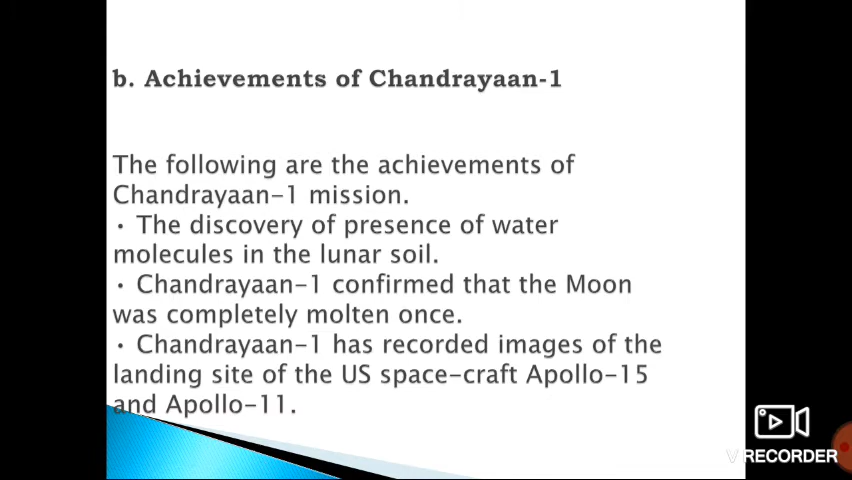 b. Achievements of Chandrayaan-1
The following are the achievements of
Chandrayaan-1 mission.
• The discovery of presence of water
molecules in the lunar soil.
• Chandrayaan-1 confirmed that the Moon
was completely molten once.
• Chandrayaan-1 has recorded images of the
landing site of the US space-craft Apollo-15
and Apollo-11.
V RECORDER